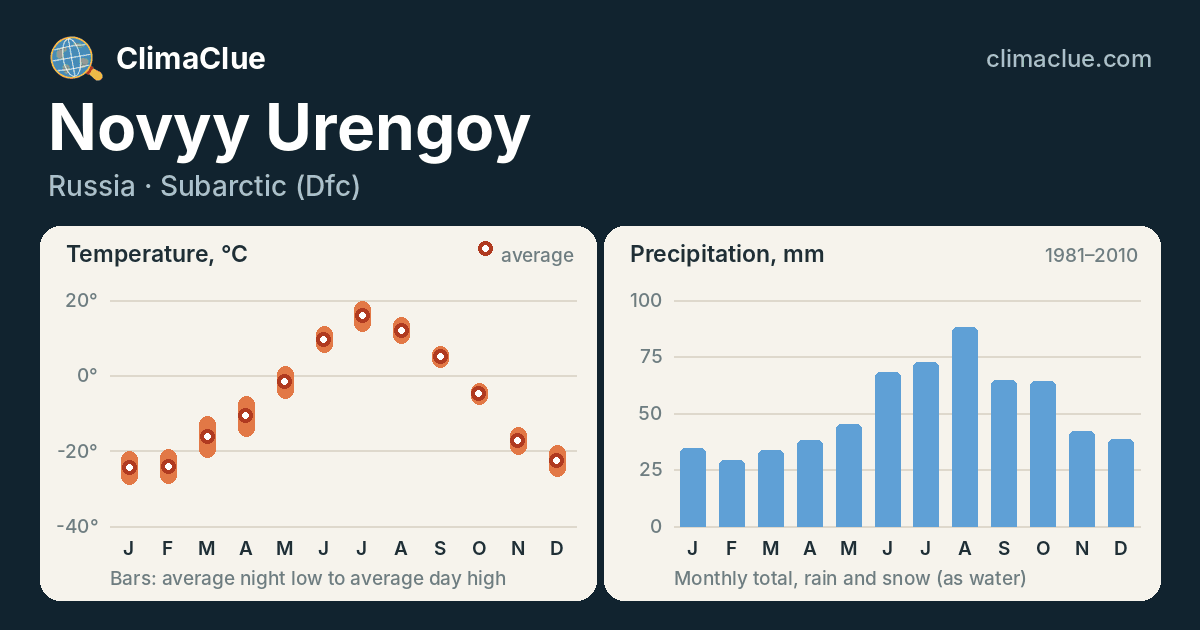 ClimaClue
climaclue.com
Novyy Urengoy
Russia · Subarctic (Dfc)
Temperature, °C
average
20°
0°
-20°
-40°
J F M A M J J A S O N D
Bars: average night low to average day high
Precipitation, mm
1981–2010
100
75
50
25
0
J F M A M J J A S O N D
Monthly total, rain and snow (as water)